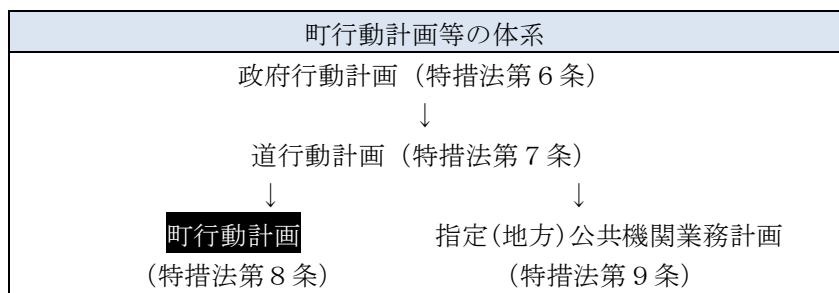 町行動計画等の体系
政府行動計画（特措法第６条）
↓
道行動計画（特措法第７条）
↓ ↓
町行動計画 指定(地方)公共機関業務計画
（特措法第８条） （特措法第９条）